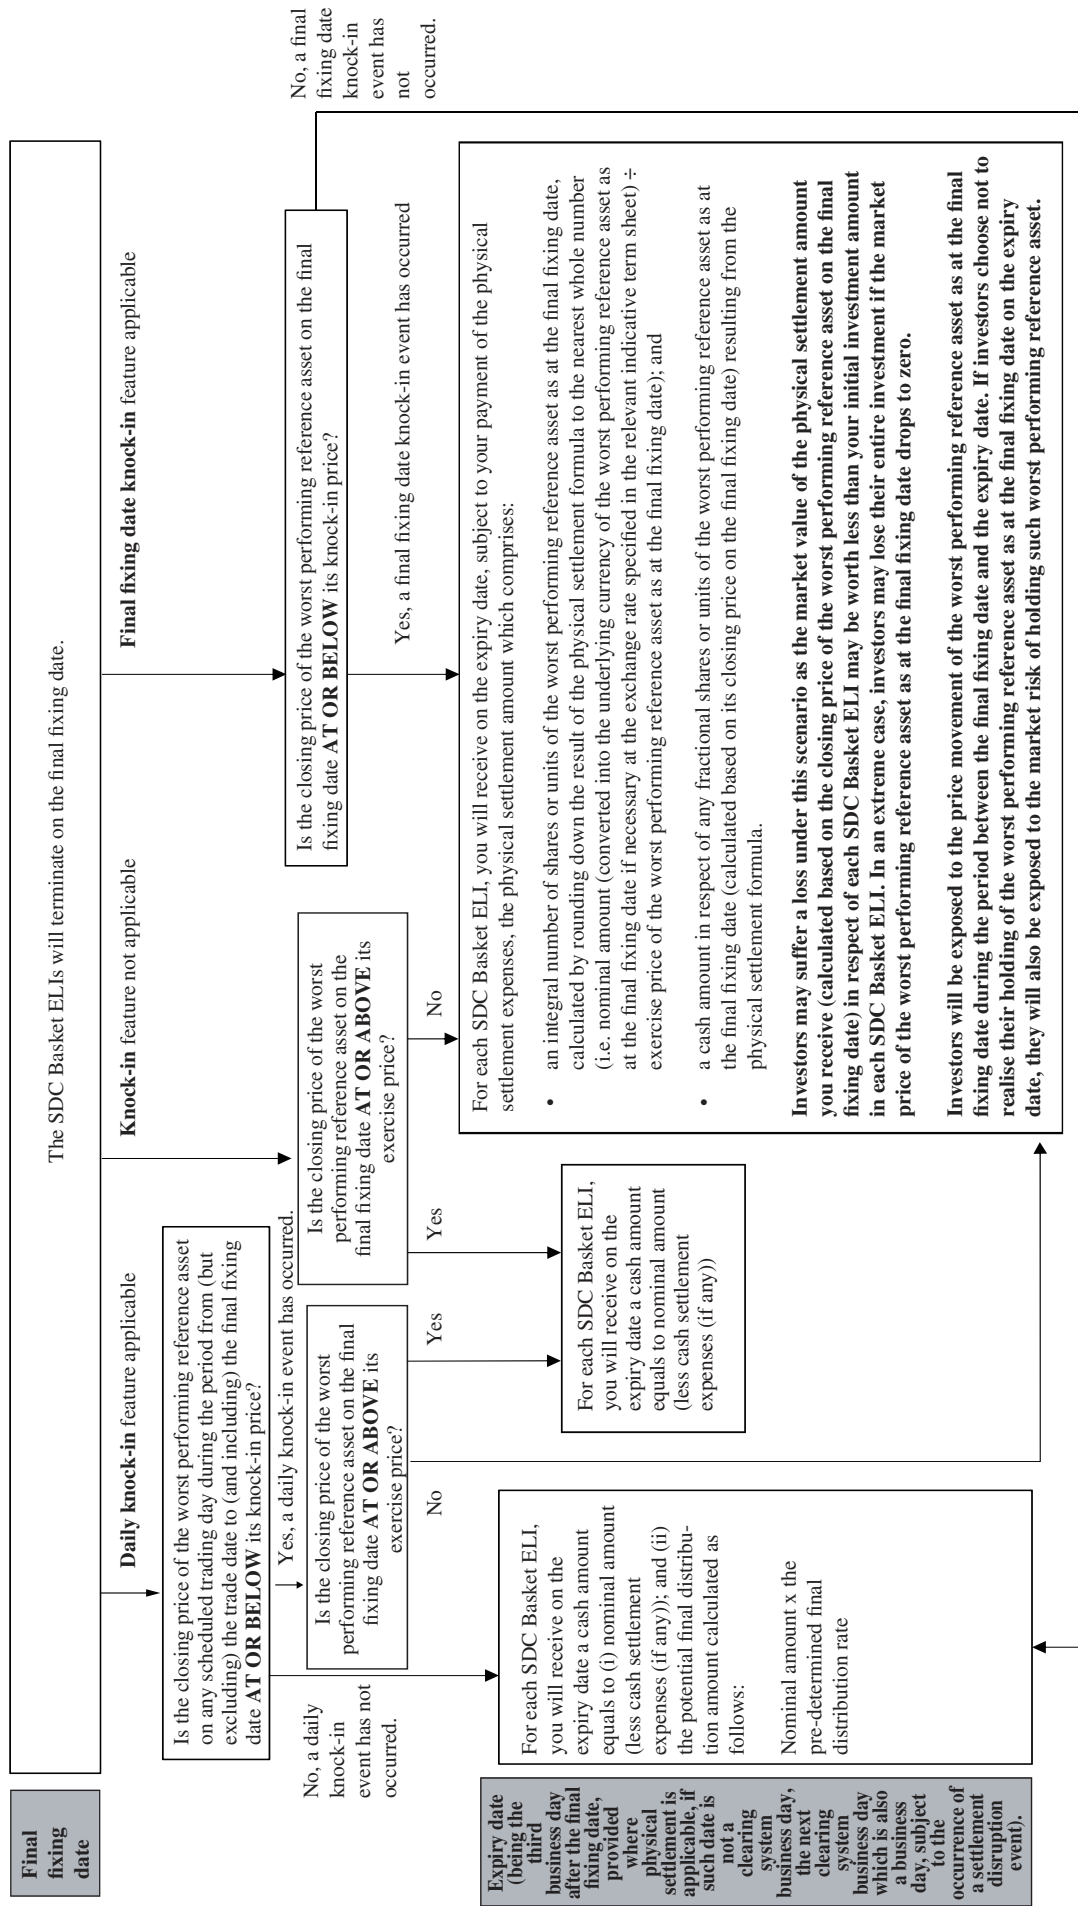 Final
fixing
date
The SDC Basket ELIs will terminate on the final fixing date.
Daily knock-in feature applicable
Knock-in feature not applicable
Final fixing date knock-in feature applicable
Is the closing price of the worst performing reference asset
on any scheduled trading day during the period from (but
excluding) the trade date to (and including) the final fixing
date AT OR BELOW its knock-in price?
Yes, a daily knock-in event has occurred.
No, a daily
knock-in
event has not
occurred.
Is the closing price of the worst
performing reference asset on the final
fixing date AT OR ABOVE its
exercise price?
No
Yes
Is the closing price of the worst
performing reference asset on the
final fixing date AT OR ABOVE its
exercise price?
Yes
No
Is the closing price of the worst performing reference asset on the final
fixing date AT OR BELOW its knock-in price?
Yes, a final fixing date knock-in event has occurred
No, a final
fixing date
knock-in
event has
not
occurred.
Expiry date
(being the
third
business day
after the final
fixing date,
provided
where
physical
settlement is
applicable, if
such date is
not a
clearing
system
business day,
the next
clearing
system
business day
which is also
a business
day, subject
to the
occurrence of
a settlement
disruption
event).
For each SDC Basket ELI,
you will receive on the
expiry date a cash amount
equals to (i) nominal amount
(less cash settlement
expenses (if any)); and (ii)
the potential final distribu-
tion amount calculated as
follows:
Nominal amount x the
pre-determined final
distribution rate
For each SDC Basket ELI,
you will receive on the
expiry date a cash amount
equals to nominal amount
(less cash settlement
expenses (if any))
For each SDC Basket ELI, you will receive on the expiry date, subject to your payment of the physical
settlement expenses, the physical settlement amount which comprises:
• an integral number of shares or units of the worst performing reference asset as at the final fixing date,
calculated by rounding down the result of the physical settlement formula to the nearest whole number
(i.e. nominal amount (converted into the underlying currency of the worst performing reference asset as
at the final fixing date if necessary at the exchange rate specified in the relevant indicative term sheet) ÷
exercise price of the worst performing reference asset as at the final fixing date); and
• a cash amount in respect of any fractional shares or units of the worst performing reference asset as at
the final fixing date (calculated based on its closing price on the final fixing date) resulting from the
physical settlement formula.
Investors may suffer a loss under this scenario as the market value of the physical settlement amount
you receive (calculated based on the closing price of the worst performing reference asset on the final
fixing date) in respect of each SDC Basket ELI may be worth less than your initial investment amount
in each SDC Basket ELI. In an extreme case, investors may lose their entire investment if the market
price of the worst performing reference asset as at the final fixing date drops to zero.
Investors will be exposed to the price movement of the worst performing reference asset as at the final
fixing date during the period between the final fixing date and the expiry date. If investors choose not to
realise their holding of the worst performing reference asset as at the final fixing date on the expiry
date, they will also be exposed to the market risk of holding such worst performing reference asset.